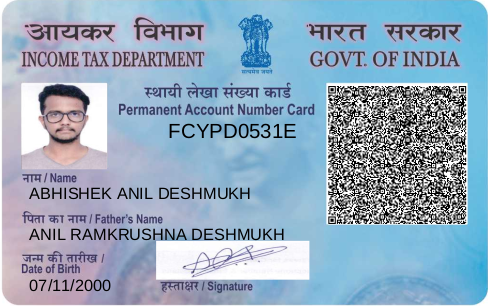 आयकर विभाग
INCOME TAX DEPARTMENT
सत्यमेव जयते
भारत सरकार
GOVT. OF INDIA
स्थायी लेखा संख्या कार्ड
Permanent Account Number Card
FCYPD0531E
नाम / Name
ABHISHEK ANIL DESHMUKH
पिता का नाम / Father's Name
ANIL RAMKRUSHNA DESHMUKH
जन्म की तारीख /
Date of Birth
07/11/2000
हस्ताक्षर / Signature